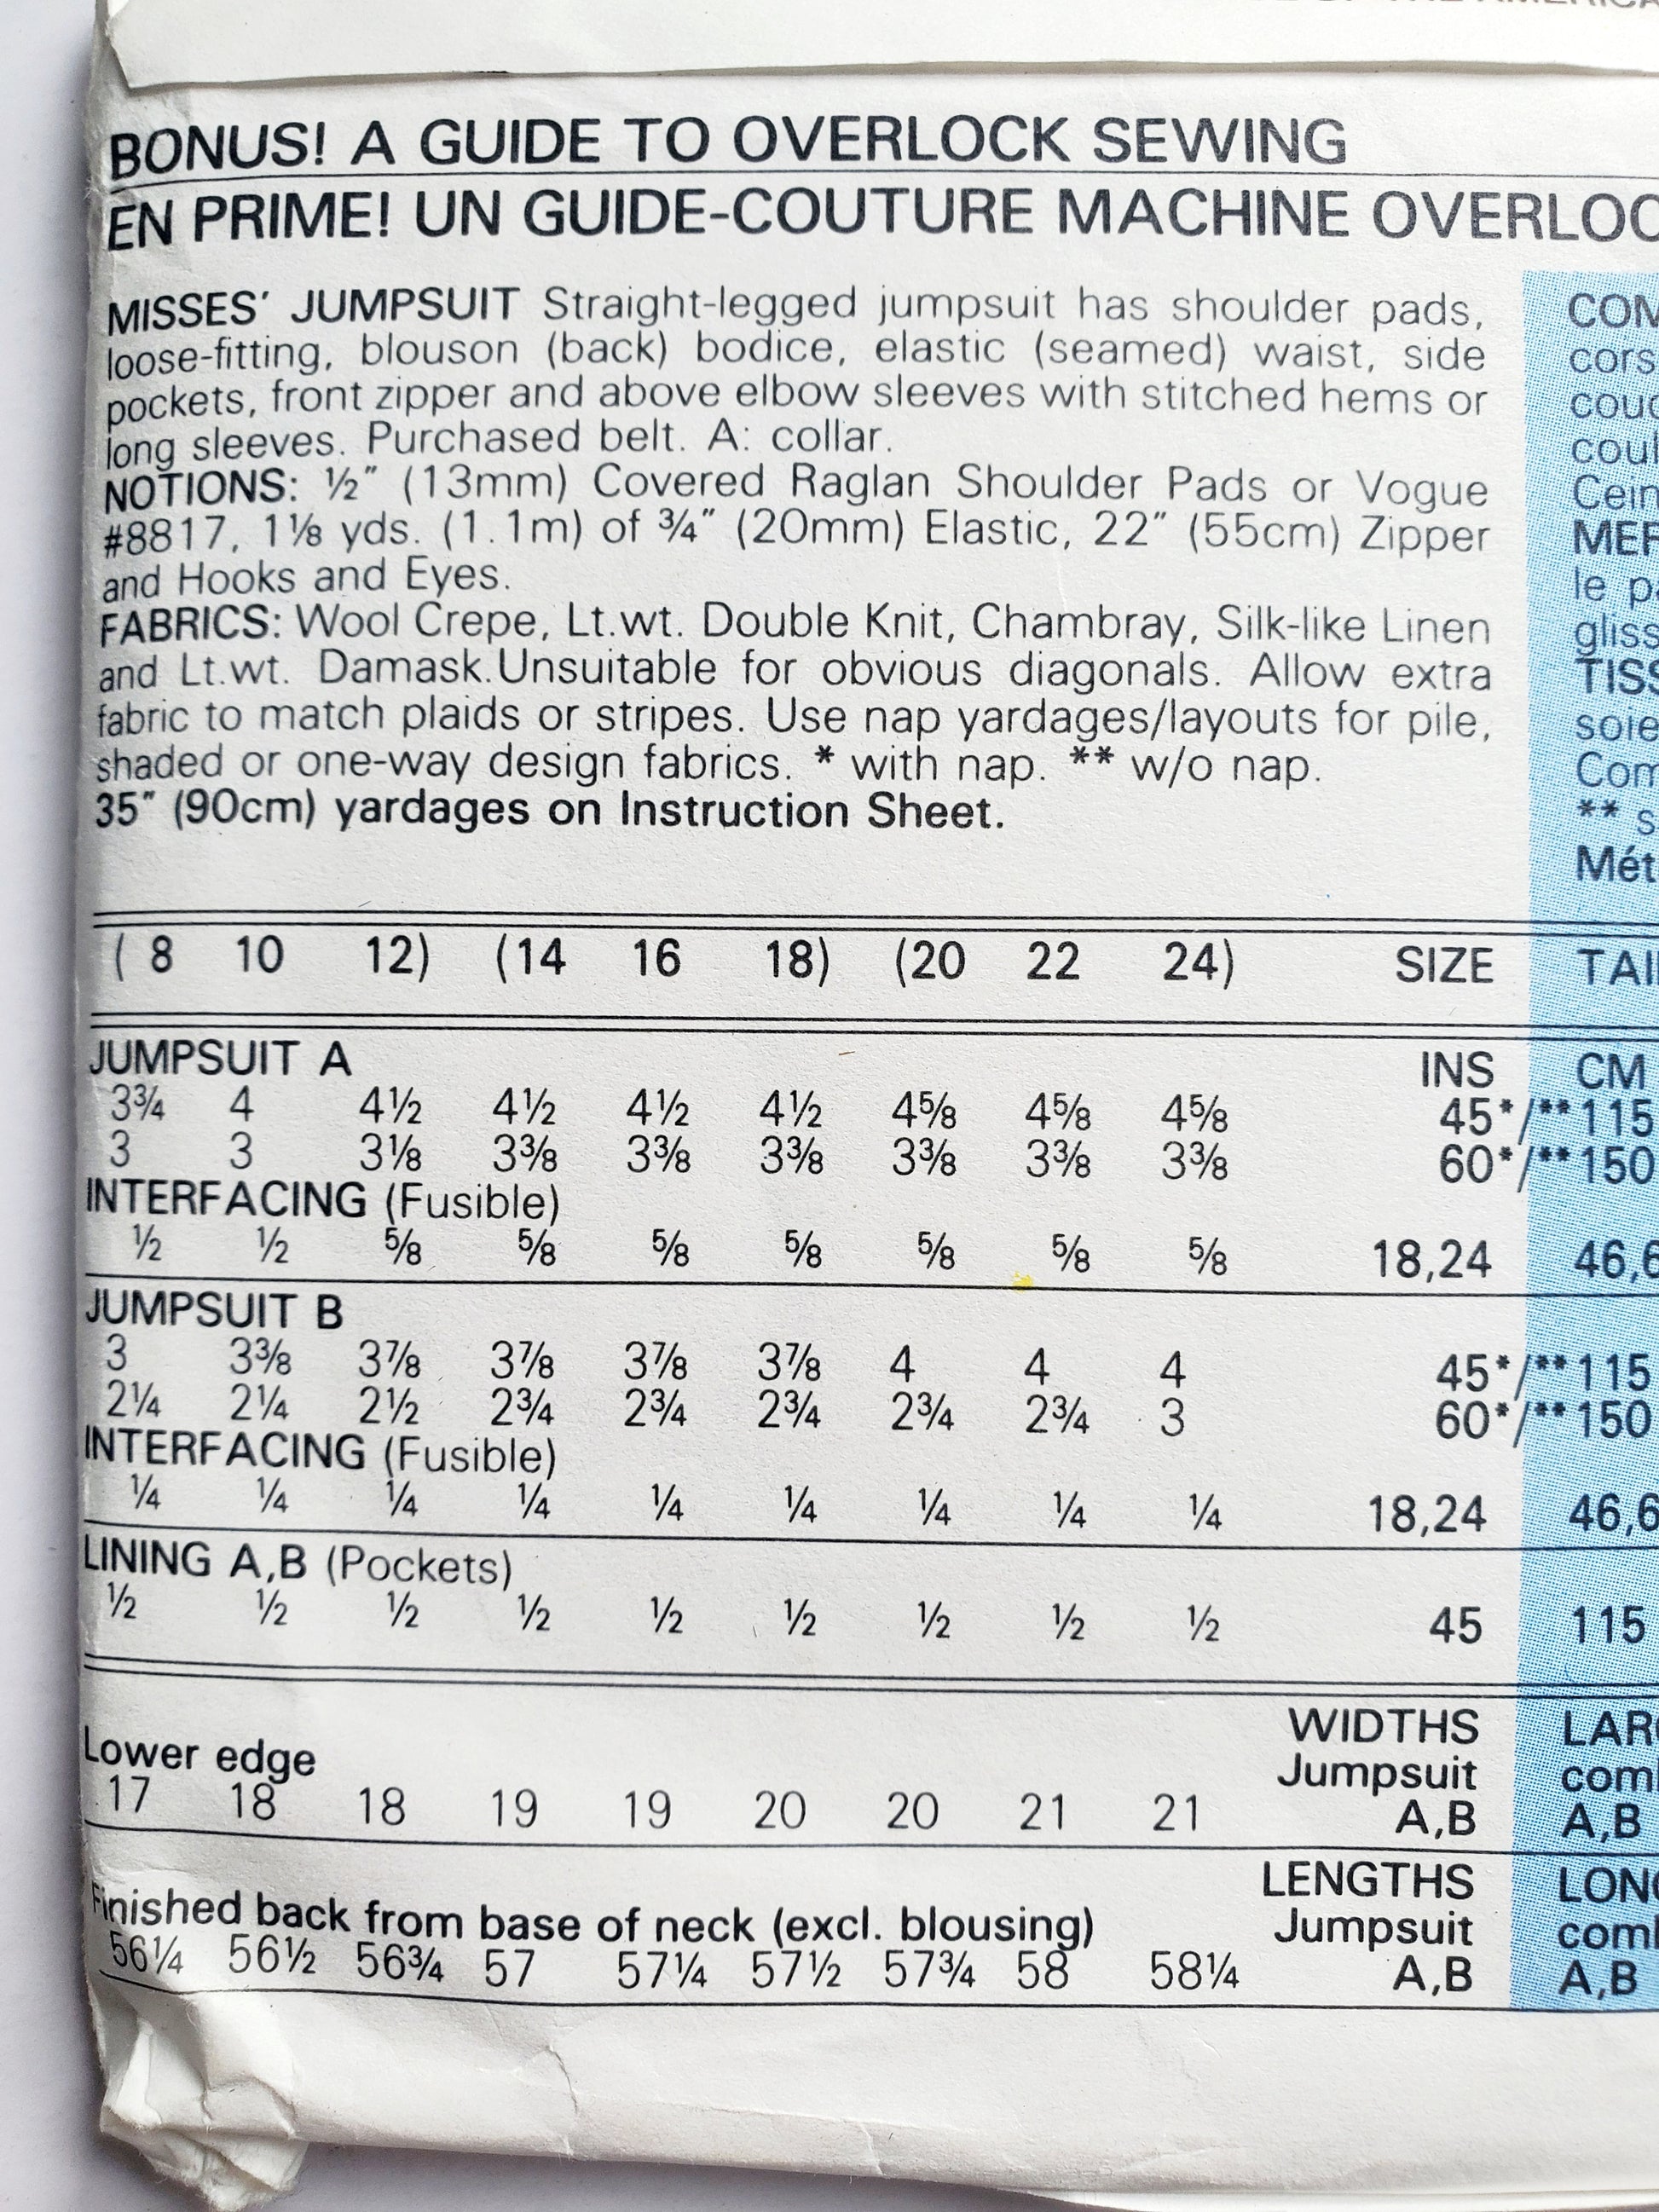 THE AMERICA
BONUS! A GUIDE TO OVERLOCK SEWING
EN PRIME! UN GUIDE-COUTURE MACHINE OVERLOC
MISSES' JUMPSUIT Straight-legged jumpsuit has shoulder pads,
loose-fitting, blouson (back) bodice, elastic (seamed) waist, side
pockets, front zipper and above elbow sleeves with stitched hems or
long sleeves. Purchased belt. A: collar.
NOTIONS: ½" (13mm) Covered Raglan Shoulder Pads or Vogue
#8817, 1⅛ yds. (1.1m) of ¾" (20mm) Elastic, 22" (55cm) Zipper
and Hooks and Eyes.
FABRICS: Wool Crepe, Lt.wt. Double Knit, Chambray, Silk-like Linen
and Lt.wt. Damask.Unsuitable for obvious diagonals. Allow extra
fabric to match plaids or stripes. Use nap yardages/layouts for pile,
shaded or one-way design fabrics. * with nap. ** w/o nap.
35" (90cm) yardages on Instruction Sheet.
COM
cors
coud
coul
Cein
MER
le pa
gliss
TISS
soie
Com
** s
Mét
( 8 10 12) (14 16 18) (20 22 24) SIZE TAI
JUMPSUIT A INS CM
3¾ 4 4½ 4½ 4½ 4½ 4⅝ 4⅝ 4⅝ 45*/**115
3 3 3⅛ 3⅜ 3⅜ 3⅜ 3⅜ 3⅜ 3⅜ 60*/**150
INTERFACING (Fusible)
½ ½ ⅝ ⅝ ⅝ ⅝ ⅝ ⅝ ⅝ 18,24 46,6
JUMPSUIT B
3 3⅜ 3⅞ 3⅞ 3⅞ 3⅞ 4 4 4 45*/**115
2¼ 2¼ 2½ 2¾ 2¾ 2¾ 2¾ 2¾ 3 60*/**150
INTERFACING (Fusible)
¼ ¼ ¼ ¼ ¼ ¼ ¼ ¼ ¼ 18,24 46,6
LINING A,B (Pockets)
½ ½ ½ ½ ½ ½ ½ ½ ½ 45 115
WIDTHS LARG
Lower edge Jumpsuit com
17 18 18 19 19 20 20 21 21 A,B A,B
LENGTHS LONG
Finished back from base of neck (excl. blousing) Jumpsuit com
56¼ 56½ 56¾ 57 57¼ 57½ 57¾ 58 58¼ A,B A,B